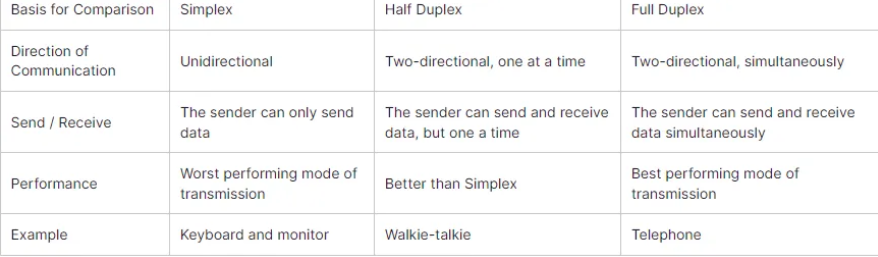 Basis for Comparison Simplex Half Duplex Full Duplex
Direction of
Communication
Unidirectional
Two-directional, one at a time
Two-directional, simultaneously
Send / Receive
The sender can only send
data
The sender can send and receive
data, but one a time
The sender can send and receive
data simultaneously
Performance
Worst performing mode of
transmission
Better than Simplex
Best performing mode of
transmission
Example Keyboard and monitor Walkie-talkie Telephone